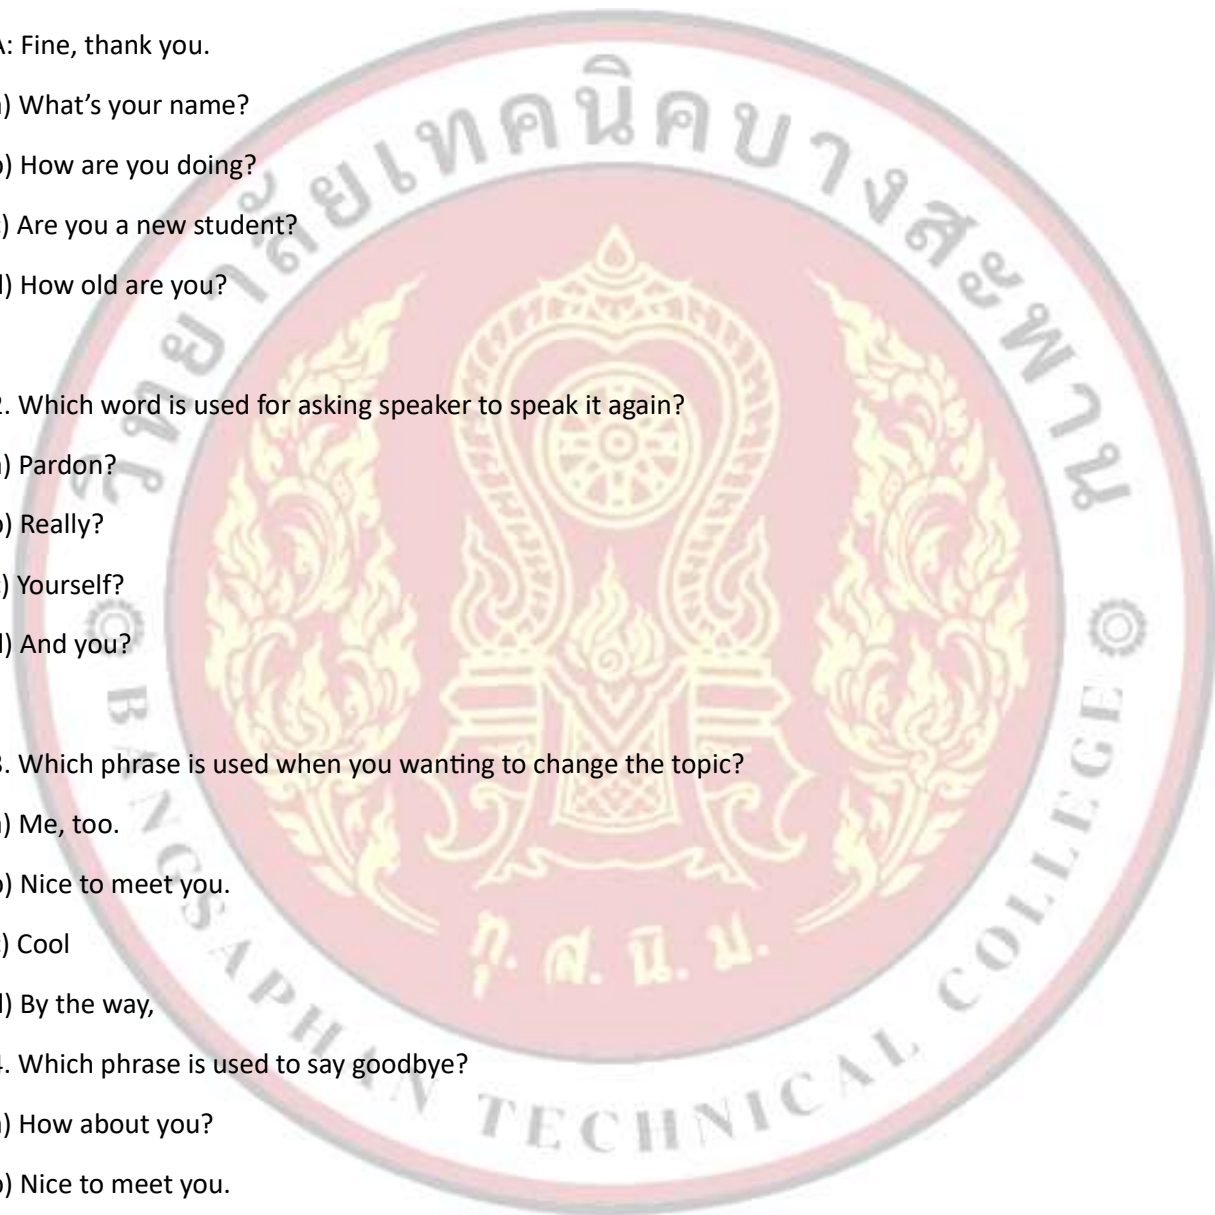 A: Fine, thank you.
a) What's your name?
b) How are you doing?
c) Are you a new student?
d) How old are you?
2. Which word is used for asking speaker to speak it again?
a) Pardon?
b) Really?
c) Yourself?
d) And you?
3. Which phrase is used when you wanting to change the topic?
a) Me, too.
b) Nice to meet you.
c) Cool
d) By the way,
4. Which phrase is used to say goodbye?
a) How about you?
b) Nice to meet you.
วิทยาลัยเทคนิคบางสะพาน
ทุ. ส. นิ. ม.
BANGSAPHAN TECHNICAL COLLEGE